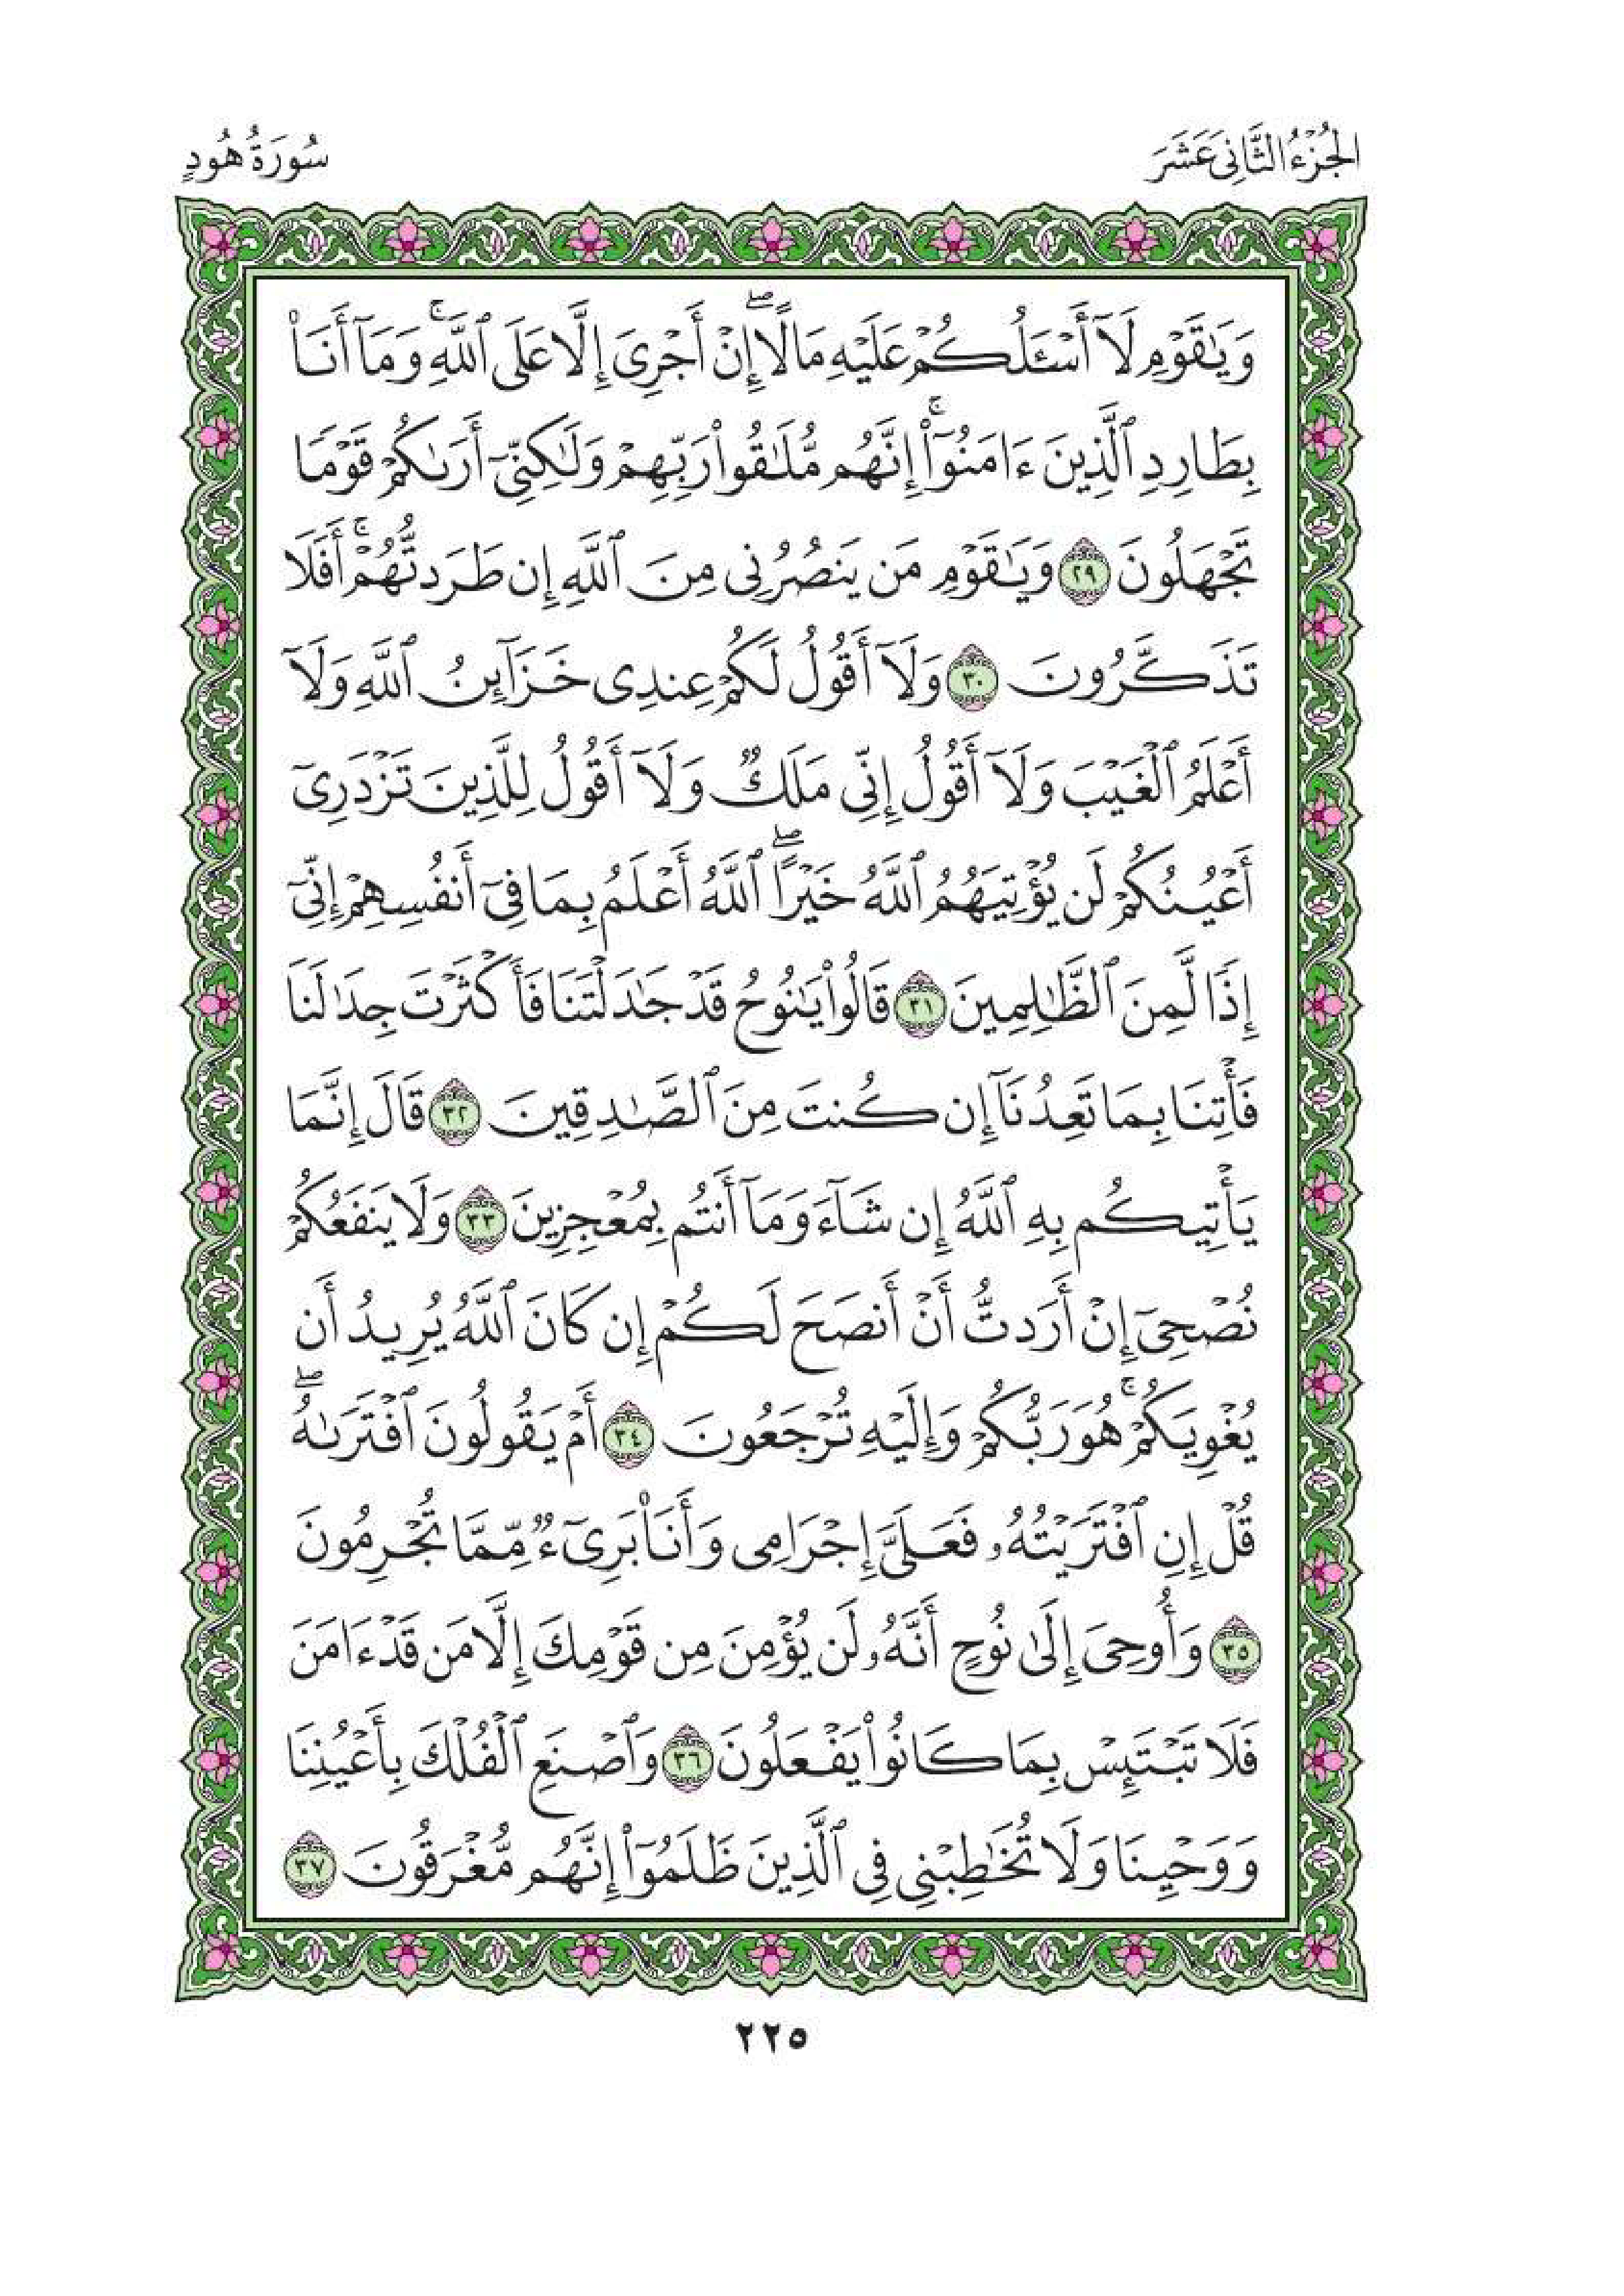 الجُزْءُ الثَّانِي عَشَرَ
سُورَةُ هُودٍ
وَيَٰقَوْمِ لَآ أَسْـَٔلُكُمْ عَلَيْهِ مَالًاۖ إِنْ أَجْرِىَ إِلَّا عَلَى ٱللَّهِۚ وَمَآ أَنَا۠
بِطَارِدِ ٱلَّذِينَ ءَامَنُوٓا۟ۚ إِنَّهُم مُّلَٰقُوا۟ رَبِّهِمْ وَلَٰكِنِّىٓ أَرَىٰكُمْ قَوْمًا
تَجْهَلُونَ ٢٩ وَيَٰقَوْمِ مَن يَنصُرُنِى مِنَ ٱللَّهِ إِن طَرَدتُّهُمْۚ أَفَلَا
تَذَكَّرُونَ ٣٠ وَلَآ أَقُولُ لَكُمْ عِندِى خَزَآئِنُ ٱللَّهِ وَلَآ
أَعْلَمُ ٱلْغَيْبَ وَلَآ أَقُولُ إِنِّى مَلَكٌ وَلَآ أَقُولُ لِلَّذِينَ تَزْدَرِىٓ
أَعْيُنُكُمْ لَن يُؤْتِيَهُمُ ٱللَّهُ خَيْرًاۖ ٱللَّهُ أَعْلَمُ بِمَا فِىٓ أَنفُسِهِمْ إِنِّىٓ
إِذًا لَّمِنَ ٱلظَّٰلِمِينَ ٣١ قَالُوا۟ يَٰنُوحُ قَدْ جَٰدَلْتَنَا فَأَكْثَرْتَ جِدَٰلَنَا
فَأْتِنَا بِمَا تَعِدُنَآ إِن كُنتَ مِنَ ٱلصَّٰدِقِينَ ٣٢ قَالَ إِنَّمَا
يَأْتِيكُم بِهِ ٱللَّهُ إِن شَآءَ وَمَآ أَنتُم بِمُعْجِزِينَ ٣٣ وَلَا يَنفَعُكُمْ
نُصْحِىٓ إِنْ أَرَدتُّ أَنْ أَنصَحَ لَكُمْ إِن كَانَ ٱللَّهُ يُرِيدُ أَن
يُغْوِيَكُمْۚ هُوَ رَبُّكُمْ وَإِلَيْهِ تُرْجَعُونَ ٣٤ أَمْ يَقُولُونَ ٱفْتَرَىٰهُۖ
قُلْ إِنِ ٱفْتَرَيْتُهُۥ فَعَلَىَّ إِجْرَامِى وَأَنَا۠ بَرِىٓءٌ مِّمَّا تُجْرِمُونَ
٣٥ وَأُوحِىَ إِلَىٰ نُوحٍ أَنَّهُۥ لَن يُؤْمِنَ مِن قَوْمِكَ إِلَّا مَن قَدْ ءَامَنَ
فَلَا تَبْتَئِسْ بِمَا كَانُوا۟ يَفْعَلُونَ ٣٦ وَٱصْنَعِ ٱلْفُلْكَ بِأَعْيُنِنَا
وَوَحْيِنَا وَلَا تُخَٰطِبْنِى فِى ٱلَّذِينَ ظَلَمُوٓا۟ إِنَّهُم مُّغْرَقُونَ ٣٧
٢٢٥